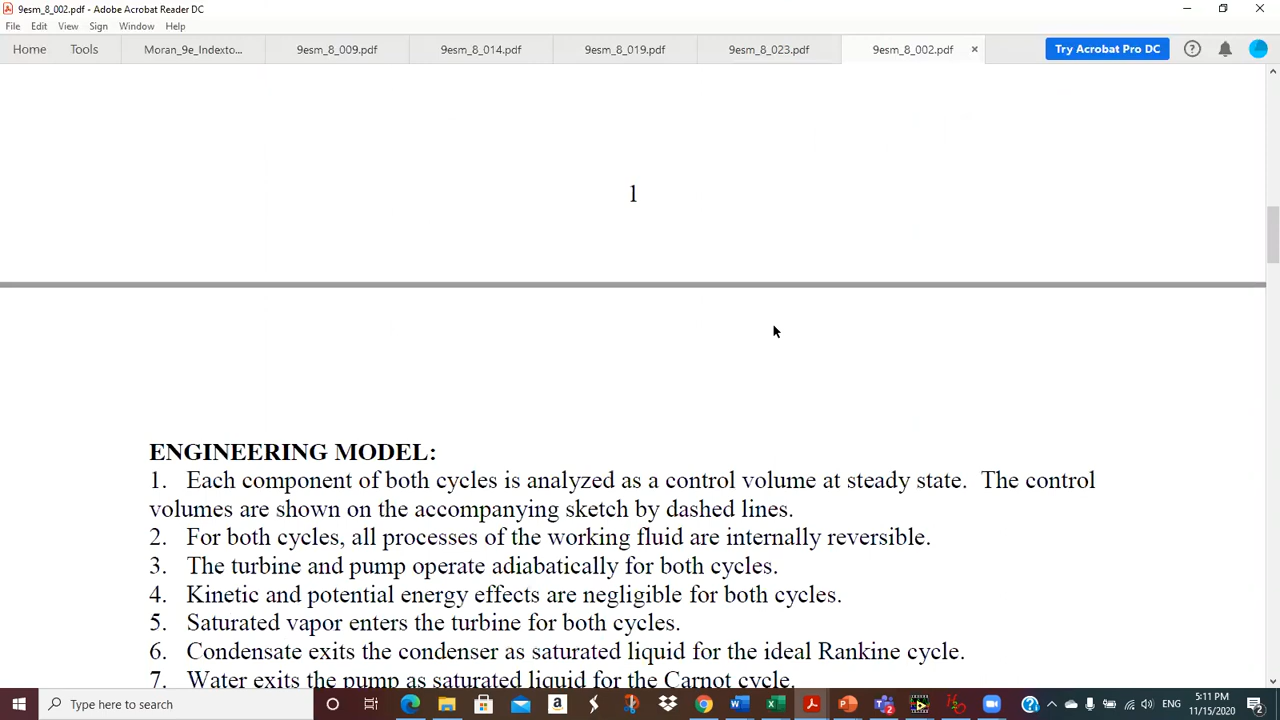 9esm_8_002.pdf - Adobe Acrobat Reader DC
File Edit View Sign Window Help
Home Tools Moran_9e_Indexto... 9esm_8_009.pdf 9esm_8_014.pdf 9esm_8_019.pdf 9esm_8_023.pdf 9esm_8_002.pdf × Try Acrobat Pro DC
1
ENGINEERING MODEL:
1. Each component of both cycles is analyzed as a control volume at steady state. The control
volumes are shown on the accompanying sketch by dashed lines.
2. For both cycles, all processes of the working fluid are internally reversible.
3. The turbine and pump operate adiabatically for both cycles.
4. Kinetic and potential energy effects are negligible for both cycles.
5. Saturated vapor enters the turbine for both cycles.
6. Condensate exits the condenser as saturated liquid for the ideal Rankine cycle.
7. Water exits the pump as saturated liquid for the Carnot cycle.
Type here to search
ENG
5:11 PM
11/15/2020
2